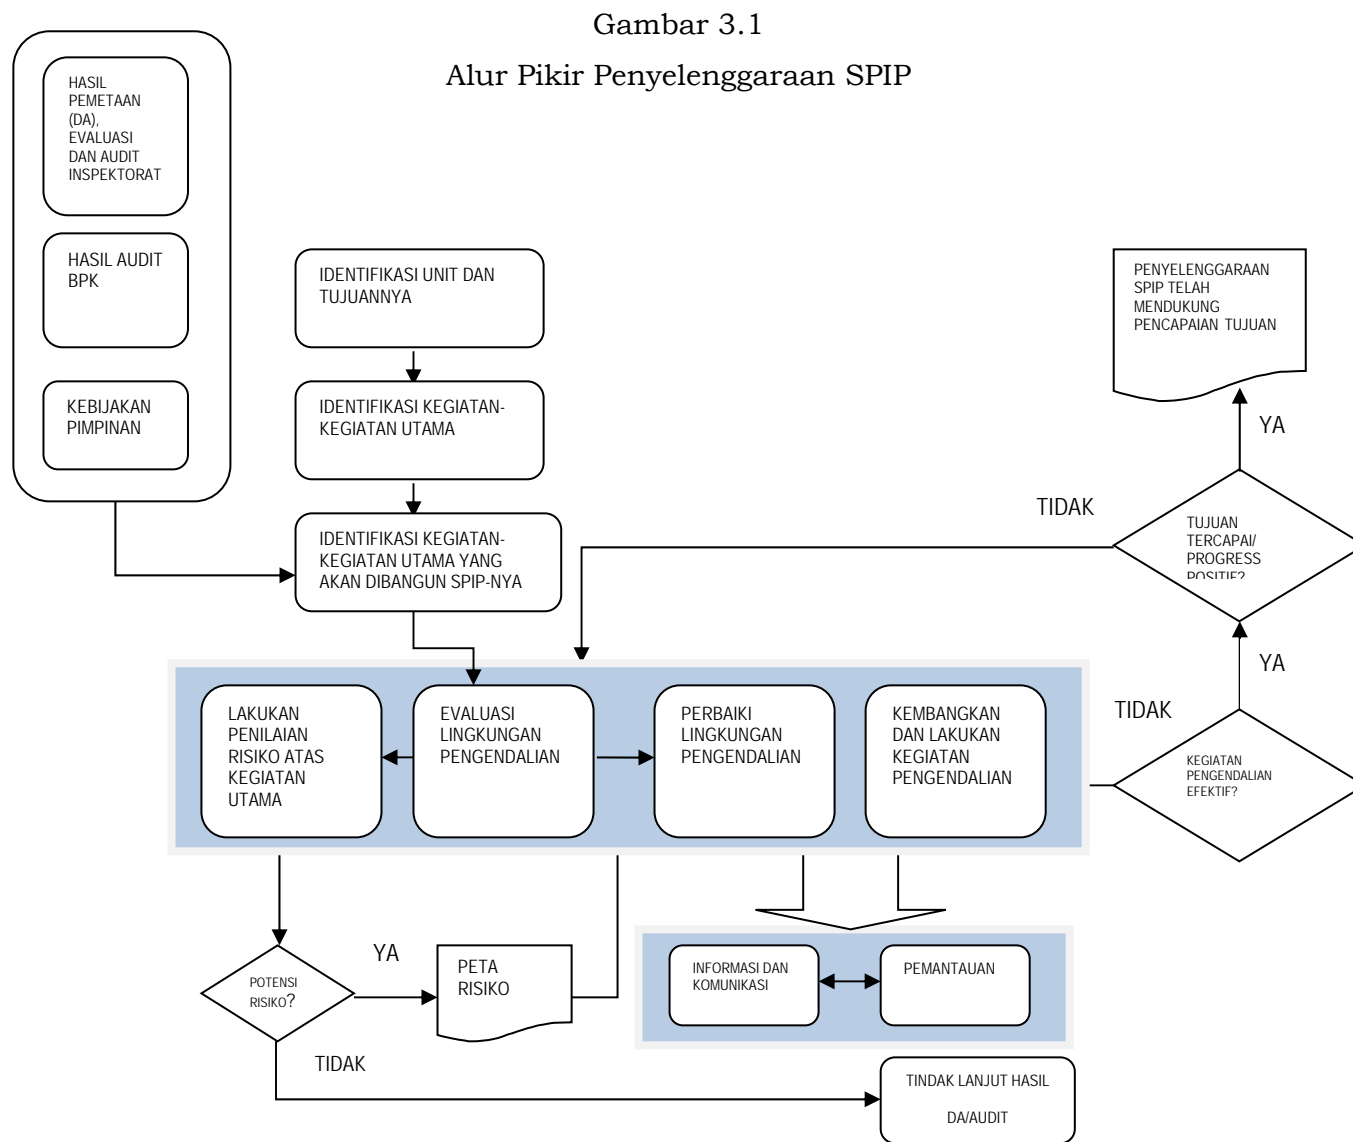 Gambar 3.1
Alur Pikir Penyelenggaraan SPIP
HASIL
PEMETAAN
(DA),
EVALUASI
DAN AUDIT
INSPEKTORAT
HASIL AUDIT
BPK
KEBIJAKAN
PIMPINAN
IDENTIFIKASI UNIT DAN
TUJUANNYA
IDENTIFIKASI KEGIATAN-
KEGIATAN UTAMA
IDENTIFIKASI KEGIATAN-
KEGIATAN UTAMA YANG
AKAN DIBANGUN SPIP-NYA
PENYELENGGARAAN
SPIP TELAH
MENDUKUNG
PENCAPAIAN TUJUAN
YA
TIDAK
TUJUAN
TERCAPAI/
PROGRESS
POSITIF?
YA
TIDAK
KEGIATAN
PENGENDALIAN
EFEKTIF?
LAKUKAN
PENILAIAN
RISIKO ATAS
KEGIATAN
UTAMA
EVALUASI
LINGKUNGAN
PENGENDALIAN
PERBAIKI
LINGKUNGAN
PENGENDALIAN
KEMBANGKAN
DAN LAKUKAN
KEGIATAN
PENGENDALIAN
POTENSI
RISIKO?
YA
PETA
RISIKO
TIDAK
INFORMASI DAN
KOMUNIKASI
PEMANTAUAN
TINDAK LANJUT HASIL
DA/AUDIT